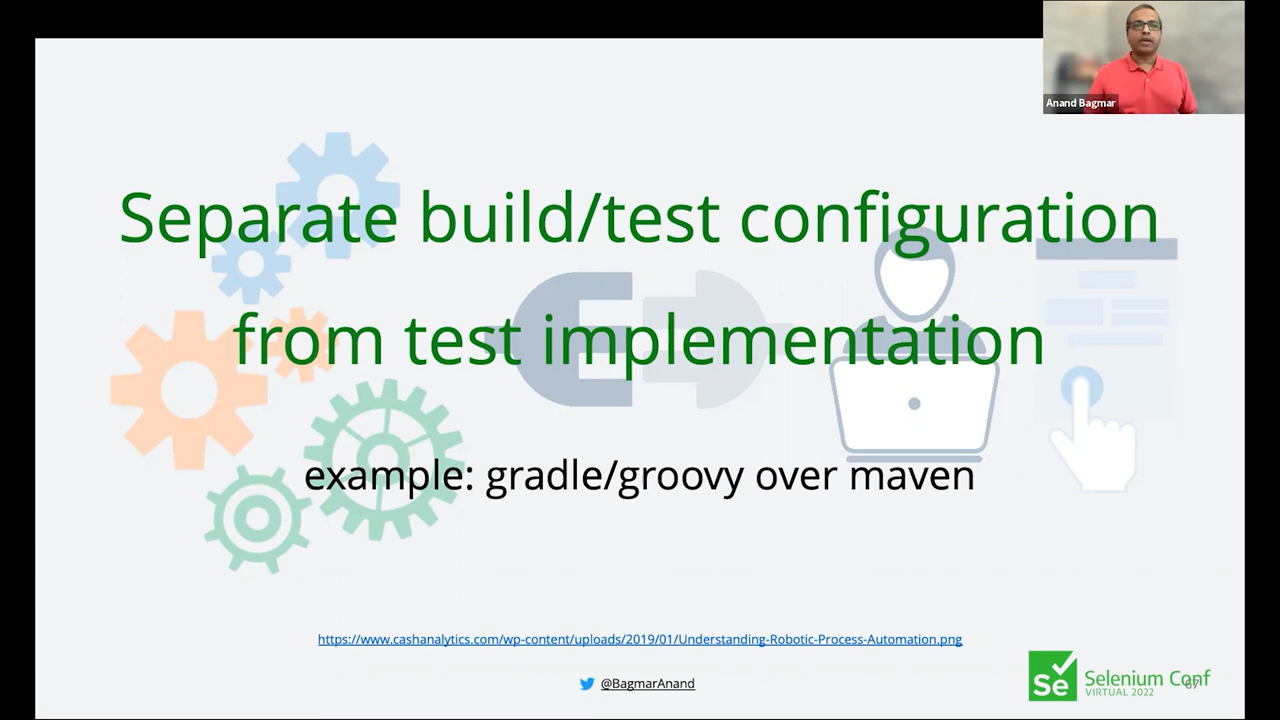 Anand Bagmar
Separate build/test configuration
from test implementation
example: gradle/groovy over maven
https://www.cashanalytics.com/wp-content/uploads/2019/01/Understanding-Robotic-Process-Automation.png
@BagmarAnand
Se
Selenium Conf
VIRTUAL 2022
67